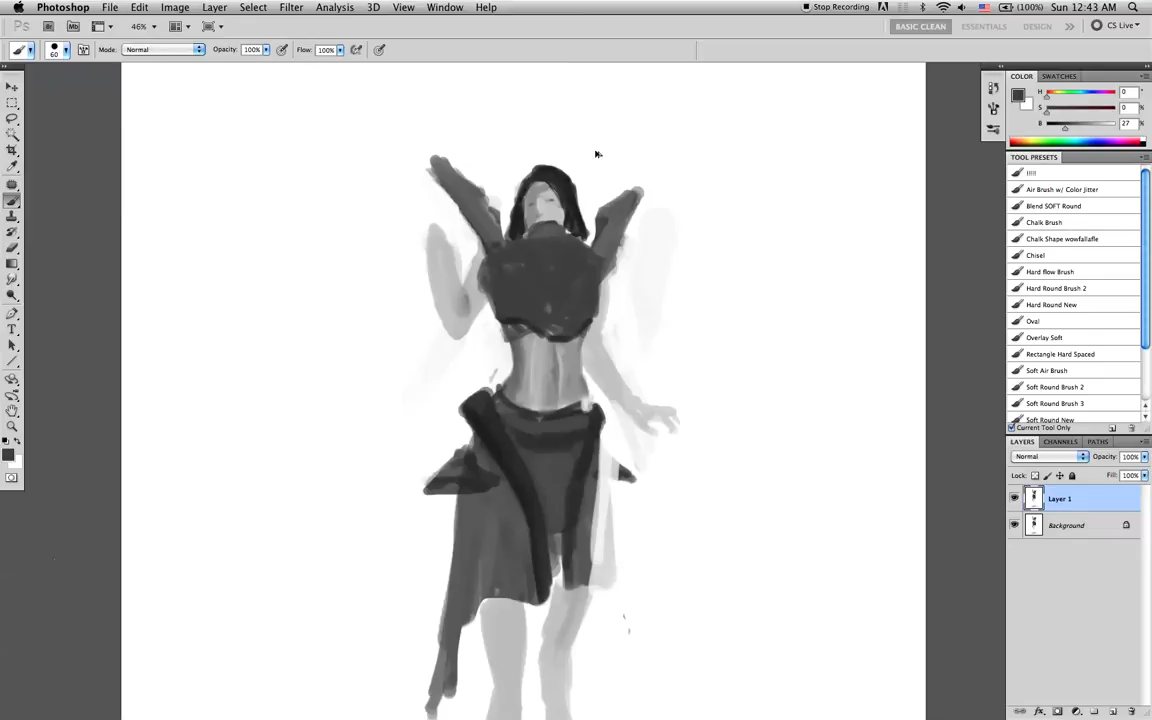 Photoshop File Edit Image Layer Select Filter Analysis 3D View Window Help Stop Recording (100%) Sun 12:43 AM
Ps Br Mb 46% BASIC CLEAN ESSENTIALS DESIGN CS Live
60 Mode: Normal Opacity: 100% Flow: 100%
COLOR SWATCHES
H 0 °
S 0 %
B 27 %
TOOL PRESETS
!!!!!
Air Brush w/ Color Jitter
Blend SOFT Round
Chalk Brush
Chalk Shape wowfallafle
Chisel
Hard flow Brush
Hard Round Brush 2
Hard Round New
Oval
Overlay Soft
Rectangle Hard Spaced
Soft Air Brush
Soft Round Brush 2
Soft Round Brush 3
Soft Round New
Current Tool Only
LAYERS CHANNELS PATHS
Normal Opacity: 100%
Lock: Fill: 100%
Layer 1
Background
fx